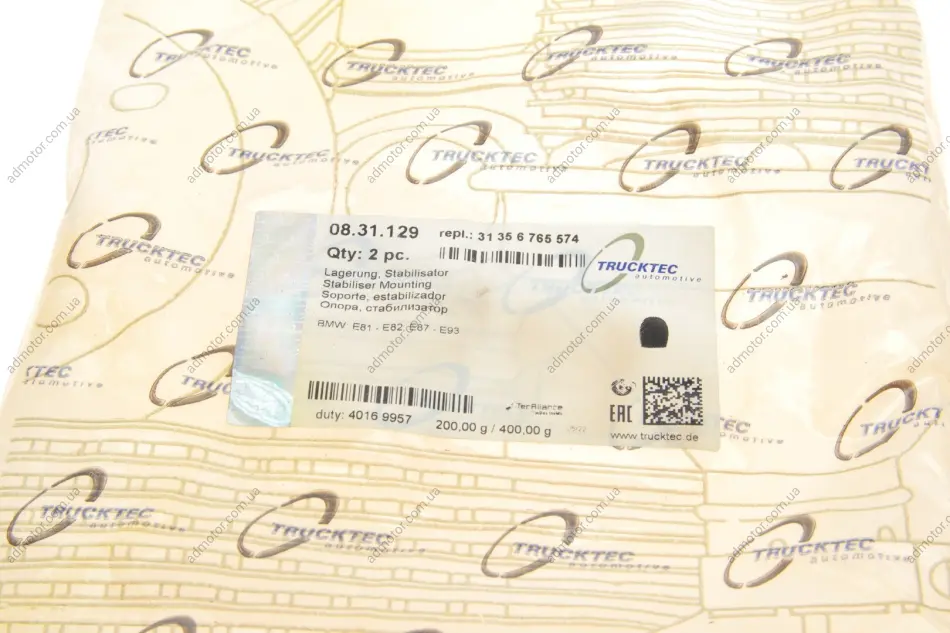 08.31.129 repl.: 31 35 6 765 574
Qty: 2 pc.
TRUCKTEC
automotive
Lagerung, Stabilisator
Stabiliser Mounting
Soporte, estabilizador
Опора, стабилизатор
BMW E81 - E82, E87 - E93
duty: 4016 9957
200,00 g / 400,00 g
TecAlliance
EAC
www.trucktec.de
TRUCKTEC
automotive
admotor.com.ua